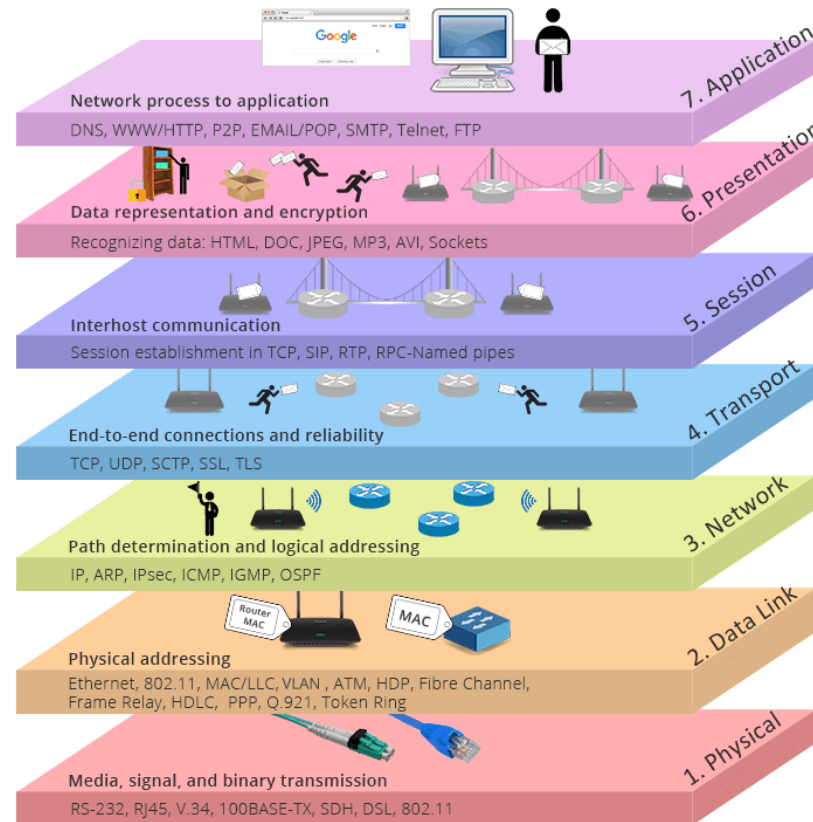 Google
7. Application
Network process to application
DNS, WWW/HTTP, P2P, EMAIL/POP, SMTP, Telnet, FTP
6. Presentation
Data representation and encryption
Recognizing data: HTML, DOC, JPEG, MP3, AVI, Sockets
5. Session
Interhost communication
Session establishment in TCP, SIP, RTP, RPC-Named pipes
4. Transport
End-to-end connections and reliability
TCP, UDP, SCTP, SSL, TLS
3. Network
Path determination and logical addressing
IP, ARP, IPsec, ICMP, IGMP, OSPF
Router
MAC
MAC
2. Data Link
Physical addressing
Ethernet, 802.11, MAC/LLC, VLAN , ATM, HDP, Fibre Channel,
Frame Relay, HDLC, PPP, Q.921, Token Ring
1. Physical
Media, signal, and binary transmission
RS-232, RJ45, V.34, 100BASE-TX, SDH, DSL, 802.11